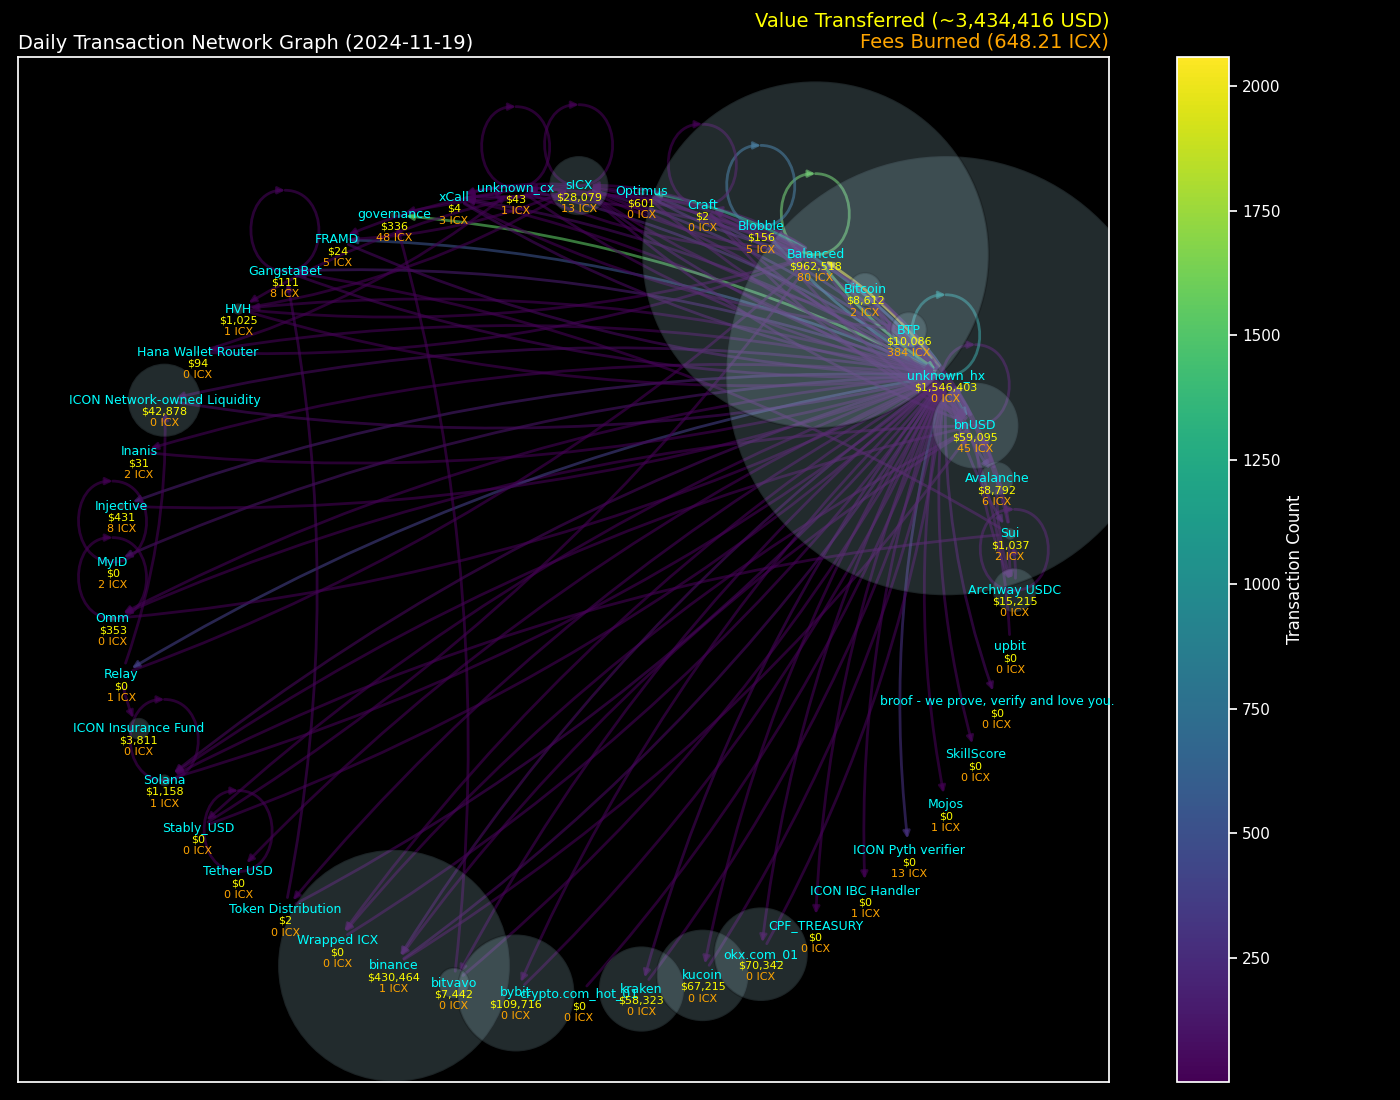 Value Transferred (~3,434,416 USD)
Daily Transaction Network Graph (2024-11-19)
Fees Burned (648.21 ICX)
unknown_cx
$43
1 ICX
sICX
$28,079
13 ICX
Optimus
$601
0 ICX
xCall
$4
3 ICX
Craft
$2
0 ICX
governance
$336
48 ICX
Blobble
$156
5 ICX
FRAMD
$24
5 ICX
Balanced
$962,518
80 ICX
GangstaBet
$111
8 ICX
Bitcoin
$8,612
2 ICX
HVH
$1,025
1 ICX
BTP
$10,086
384 ICX
Hana Wallet Router
$94
0 ICX
unknown_hx
$1,546,403
0 ICX
ICON Network-owned Liquidity
$42,878
0 ICX
bnUSD
$59,095
45 ICX
Inanis
$31
2 ICX
Avalanche
$8,792
6 ICX
Injective
$431
8 ICX
Sui
$1,037
2 ICX
MyID
$0
2 ICX
Archway USDC
$15,215
0 ICX
Omm
$353
0 ICX
upbit
$0
0 ICX
Relay
$0
1 ICX
broof - we prove, verify and love you.
$0
0 ICX
ICON Insurance Fund
$3,811
0 ICX
SkillScore
$0
0 ICX
Solana
$1,158
1 ICX
Mojos
$0
1 ICX
Stably_USD
$0
0 ICX
ICON Pyth verifier
$0
13 ICX
Tether USD
$0
0 ICX
ICON IBC Handler
$0
1 ICX
Token Distribution
$2
0 ICX
CPF_TREASURY
$0
0 ICX
Wrapped ICX
$0
0 ICX
okx.com_01
$70,342
0 ICX
binance
$430,464
1 ICX
kucoin
$67,215
0 ICX
bitvavo
$7,442
0 ICX
kraken
$58,323
0 ICX
bybit
$109,716
0 ICX
crypto.com_hot_01
$0
0 ICX
2000
1750
1500
1250
1000
750
500
250
Transaction Count